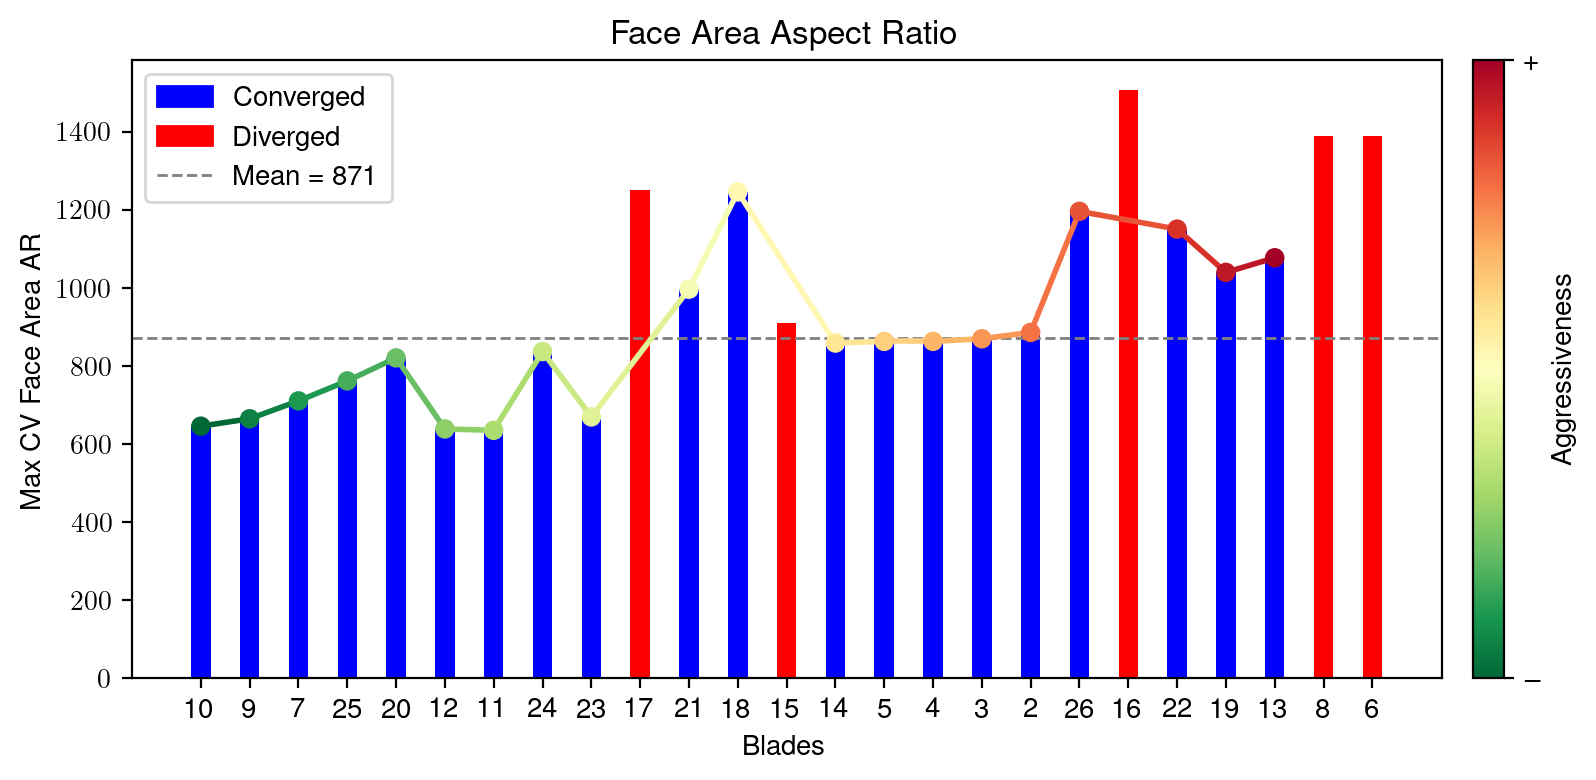 Face Area Aspect Ratio
Converged
Diverged
Mean = 871
Max CV Face Area AR
1400
1200
1000
800
600
400
200
0
10 9 7 25 20 12 11 24 23 17 21 18 15 14 5 4 3 2 26 16 22 19 13 8 6
Blades
+
−
Aggressiveness